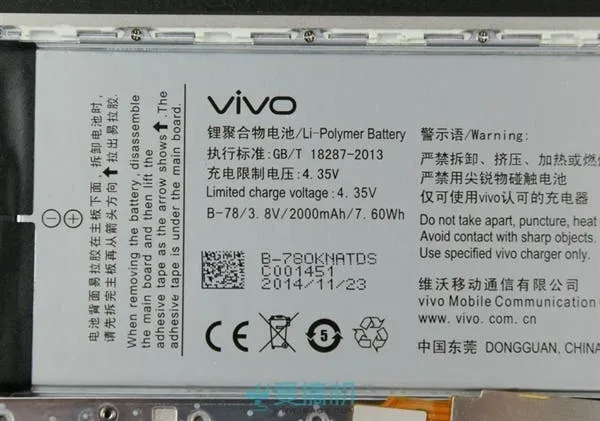 电池背面易拉胶在主板下面，拆卸电池时，
请先拆完主板再从箭头方向⬆拉出易拉胶.
When removing the battery, disassemble
the main board and then lift the
adhesive tape as the arrow shows⬆.The
adhesive tape is under the main board.
vivo
锂聚合物电池/Li-Polymer Battery
执行标准:GB/T 18287-2013
充电限制电压: 4.35V
Limited charge voltage: 4.35V
B-78/3.8V/2000mAh/7.60Wh
B-780KNATDS
C001451
2014/11/23
5
警示语/Warning:
严禁拆卸、挤压、加热或燃
严禁用尖锐物碰触电池
仅可使用vivo认可的充电器
Do not take apart, puncture, heat
Avoid contact with sharp objects.
Use specified vivo charger only.
维沃移动通信有限公司
vivo Mobile Communication
www.vivo.com.cn
中国东莞 DONGGUAN, CHINA
爱搞机